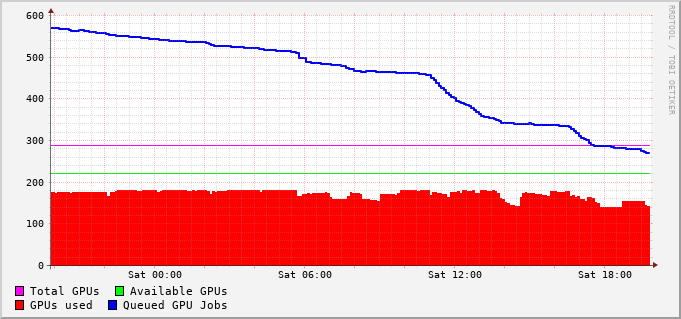 600
500
400
300
200
100
0
Sat 00:00 Sat 06:00 Sat 12:00 Sat 18:00
Total GPUs Available GPUs
GPUs used Queued GPU Jobs
RRDTOOL / TOBI OETIKER